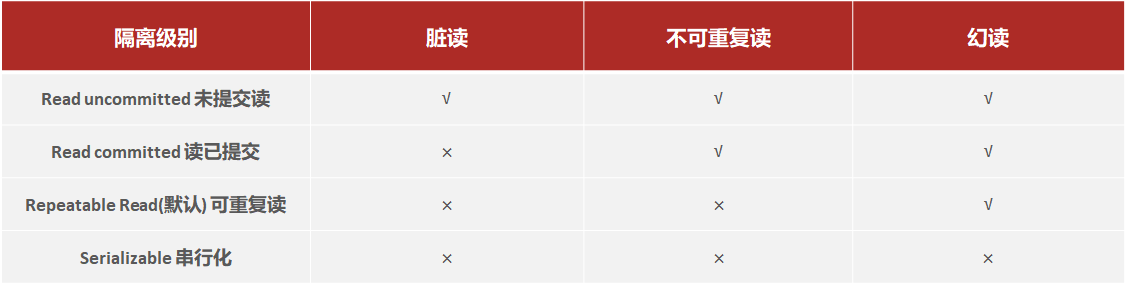 隔离级别 脏读 不可重复读 幻读
Read uncommitted 未提交读 √ √ √
Read committed 读已提交 × √ √
Repeatable Read(默认) 可重复读 × × √
Serializable 串行化 × × ×